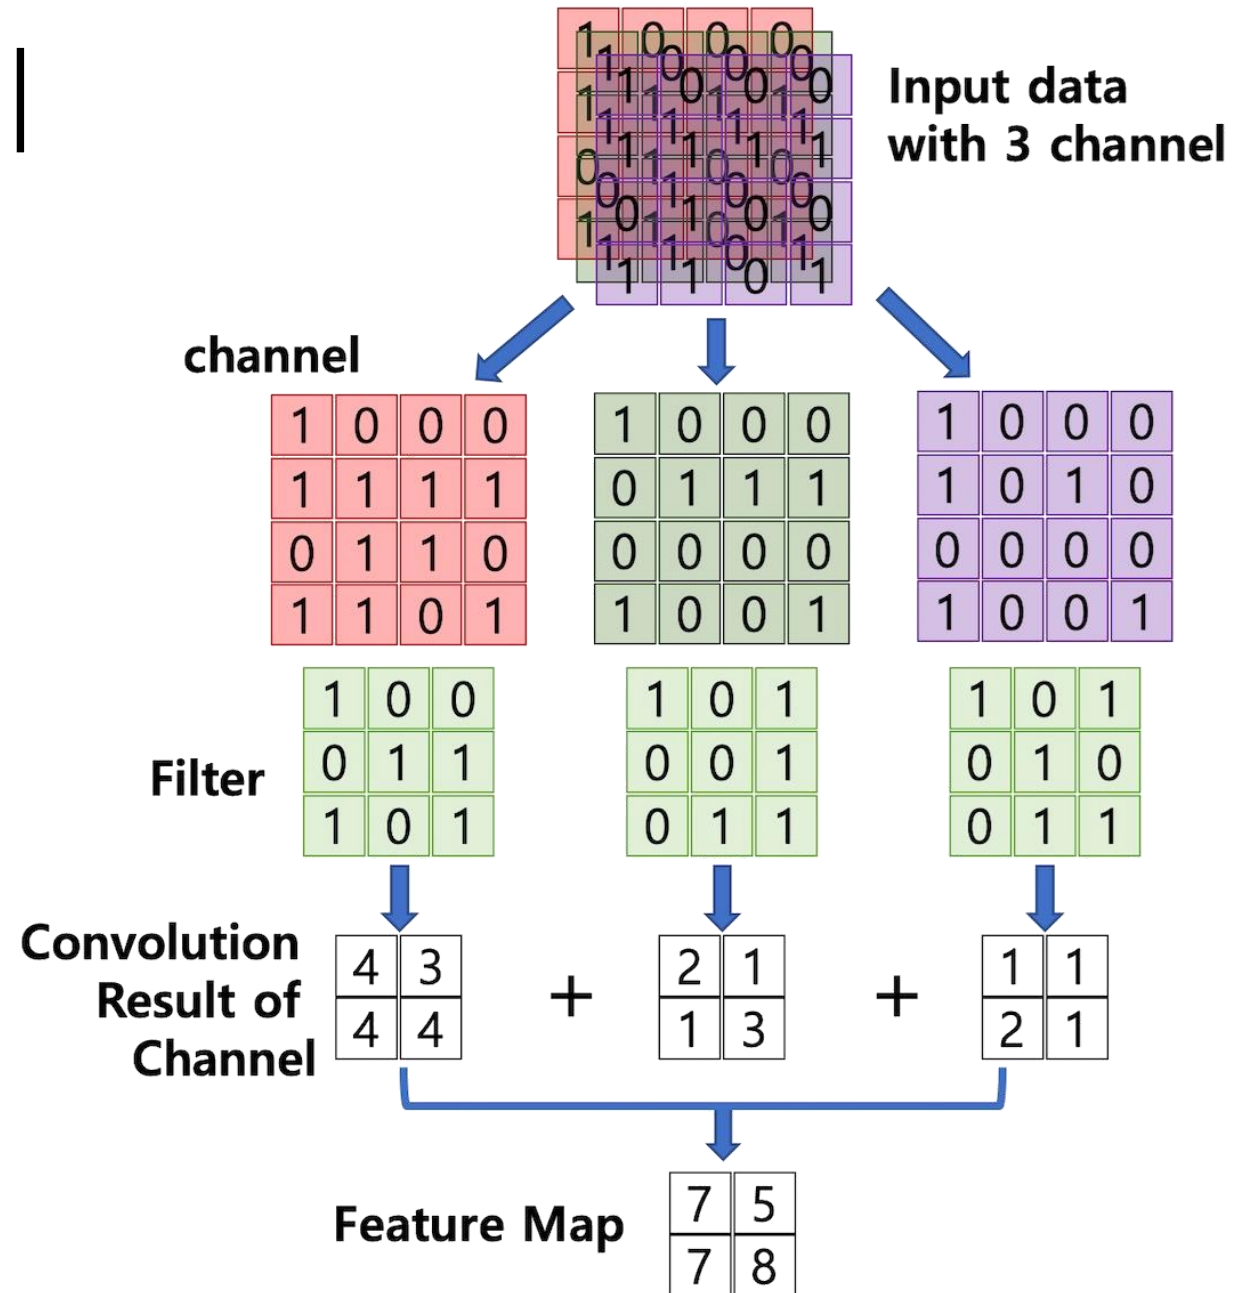 Input data
with 3 channel
channel
1 0 0 0
1 1 1 1
0 1 1 0
1 1 0 1
1 0 0 0
0 1 1 1
0 0 0 0
1 0 0 1
1 0 0 0
1 0 1 0
0 0 0 0
1 0 0 1
Filter
1 0 0
0 1 1
1 0 1
1 0 1
0 0 1
0 1 1
1 0 1
0 1 0
0 1 1
Convolution
Result of
Channel
4 3
4 4
+
2 1
1 3
+
1 1
2 1
Feature Map
7 5
7 8